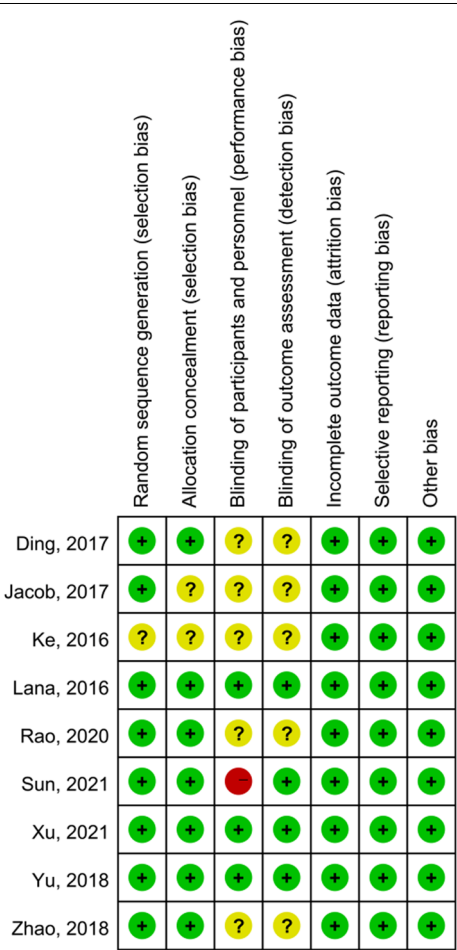 Random sequence generation (selection bias)
Allocation concealment (selection bias)
Blinding of participants and personnel (performance bias)
Blinding of outcome assessment (detection bias)
Incomplete outcome data (attrition bias)
Selective reporting (reporting bias)
Other bias
Ding, 2017 + + ? ? + + +
Jacob, 2017 + ? ? ? + + +
Ke, 2016 ? ? ? ? + + +
Lana, 2016 + + + + + + +
Rao, 2020 + + ? ? + + +
Sun, 2021 + + - + + + +
Xu, 2021 + + + + + + +
Yu, 2018 + + + + + + +
Zhao, 2018 + + ? ? + + +